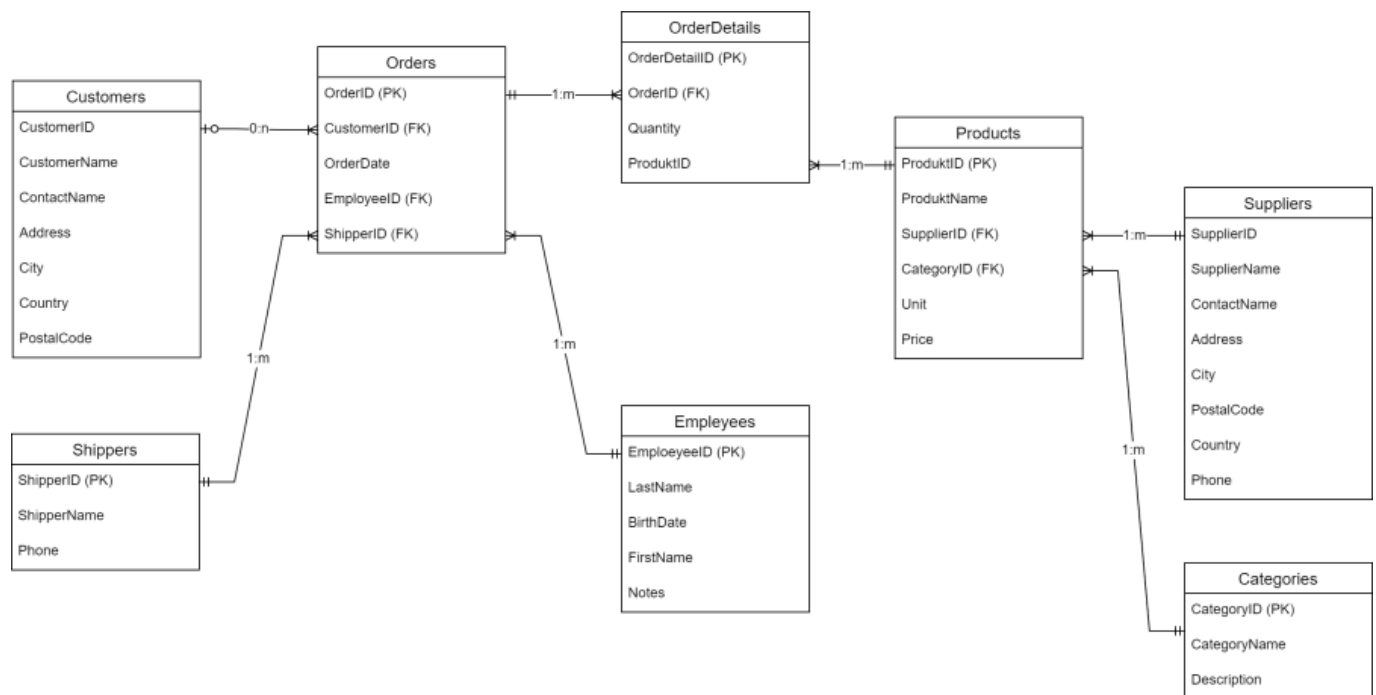 Customers
CustomerID
CustomerName
ContactName
Address
City
Country
PostalCode
0:n
Orders
OrderID (PK)
CustomerID (FK)
OrderDate
EmployeeID (FK)
ShipperID (FK)
1:m
OrderDetails
OrderDetailID (PK)
OrderID (FK)
Quantity
ProduktID
1:m
Products
ProduktID (PK)
ProduktName
SupplierID (FK)
CategoryID (FK)
Unit
Price
1:m
Suppliers
SupplierID
SupplierName
ContactName
Address
City
PostalCode
Country
Phone
1:m
1:m
1:m
Shippers
ShipperID (PK)
ShipperName
Phone
Empleyees
EmploeyeeID (PK)
LastName
BirthDate
FirstName
Notes
Categories
CategoryID (PK)
CategoryName
Description